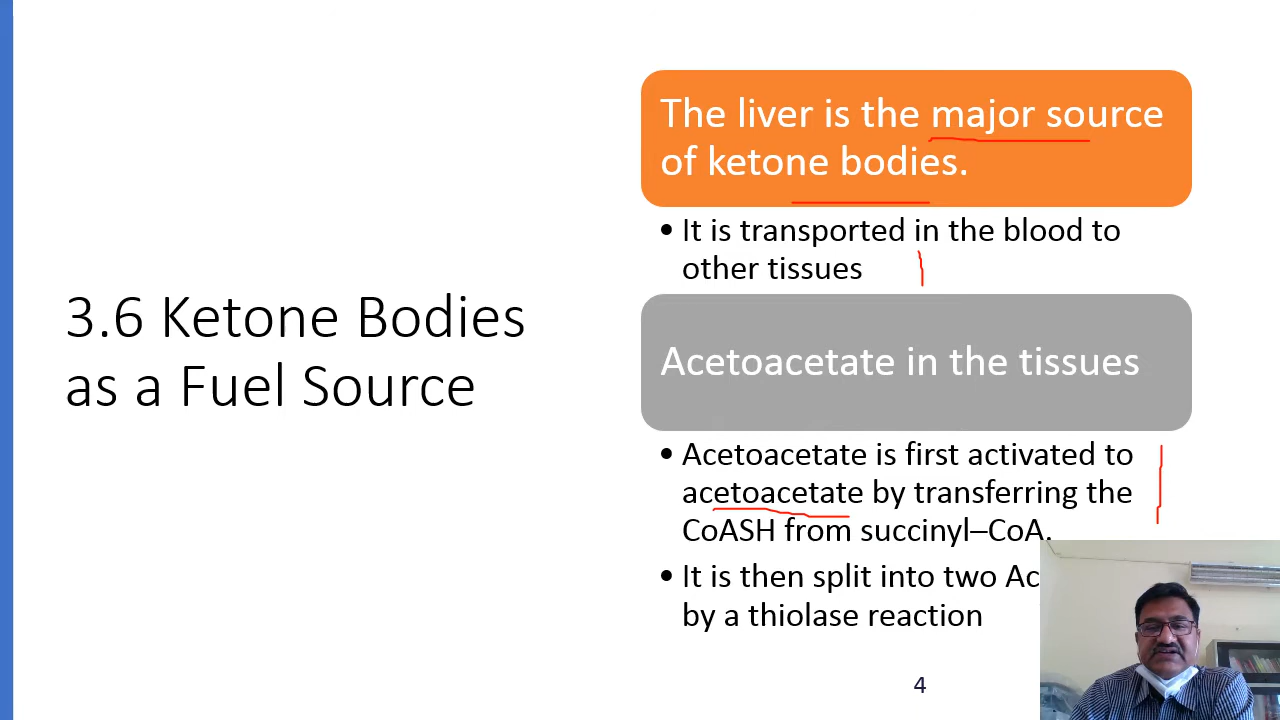 3.6 Ketone Bodies
as a Fuel Source
The liver is the major source
of ketone bodies.
• It is transported in the blood to
other tissues
Acetoacetate in the tissues
• Acetoacetate is first activated to
acetoacetate by transferring the
CoASH from succinyl–CoA.
• It is then split into two
by a thiolase reaction
4